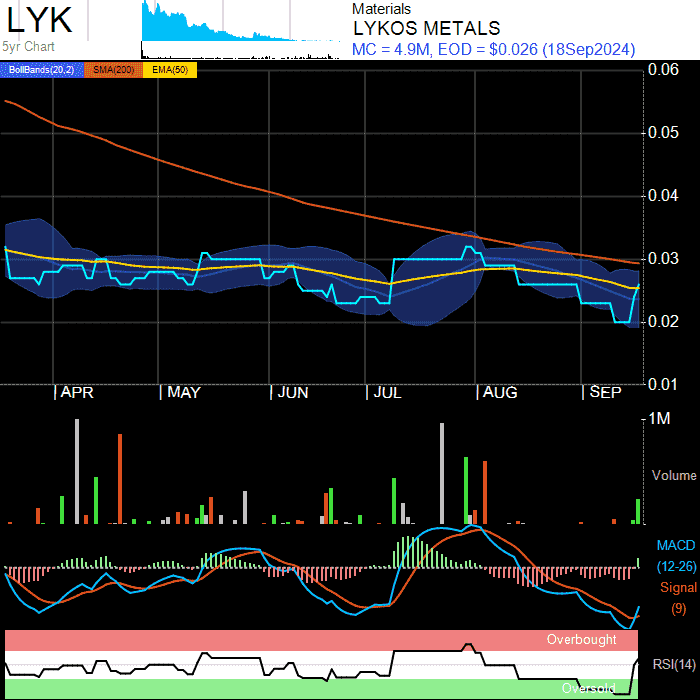 LYK
5yr Chart
Materials
LYKOS METALS
MC = 4.9M, EOD = $0.026 (18Sep2024)
BollBands(20,2) SMA(200) EMA(50)
0.06
0.05
0.04
0.03
0.02
0.01
APR MAY JUN JUL AUG SEP
1M
Volume
MACD
(12-26)
Signal
(9)
Overbought
RSI(14)
Oversold